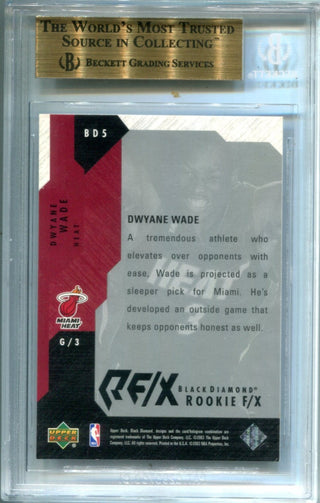 THE WORLD'S MOST TRUSTED
SOURCE IN COLLECTING™
B BECKETT GRADING SERVICES
BD5
DWYANE WADE
HEAT
MIAMI HEAT
G/3
DWYANE WADE
A tremendous athlete who
elevates over opponents with
ease, Wade is projected as a
sleeper pick for Miami. He's
developed an outside game that
keeps opponents honest as well.
RF/X
BLACK DIAMOND®
ROOKIE F/X
UPPER DECK
NBA